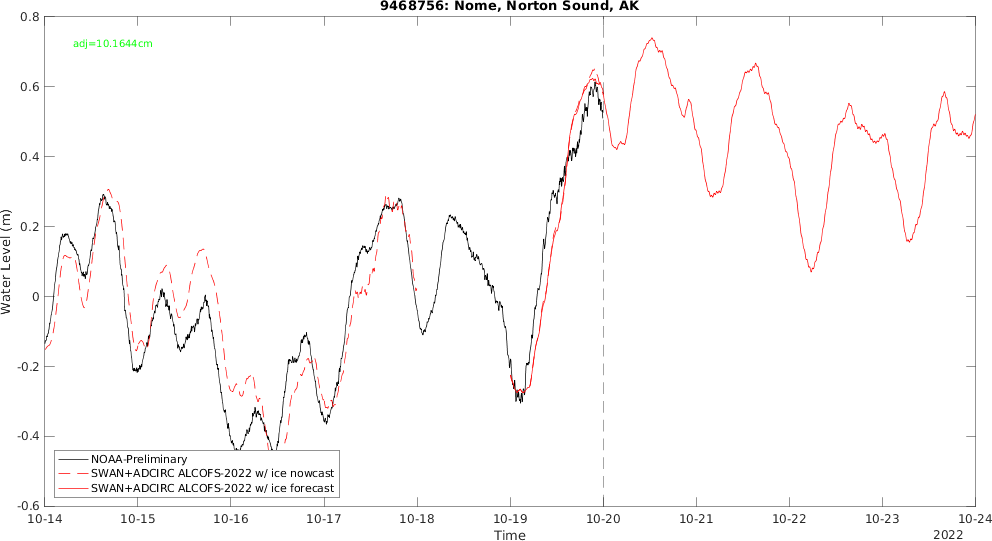 9468756: Nome, Norton Sound, AK
adj=10.1644cm
0.8
0.6
0.4
0.2
0
-0.2
-0.4
-0.6
Water Level (m)
NOAA-Preliminary
SWAN+ADCIRC ALCOFS-2022 w/ ice nowcast
SWAN+ADCIRC ALCOFS-2022 w/ ice forecast
10-14 10-15 10-16 10-17 10-18 10-19 10-20 10-21 10-22 10-23 10-24
Time
2022